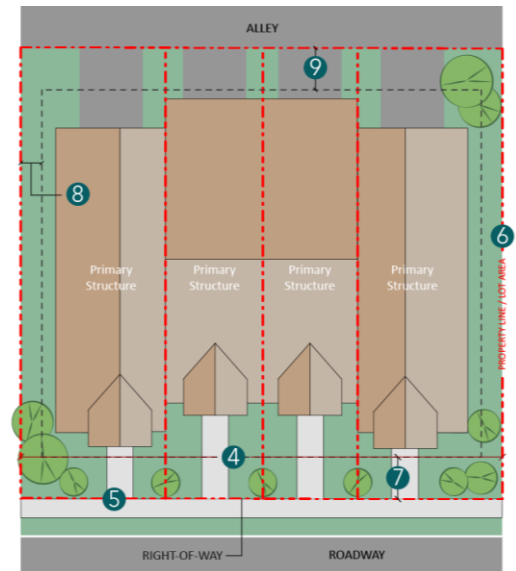 ALLEY
9
8
6
Primary
Structure
Primary
Structure
Primary
Structure
Primary
Structure
PROPERTY LINE / LOT AREA
4
7
5
RIGHT-OF-WAY
ROADWAY